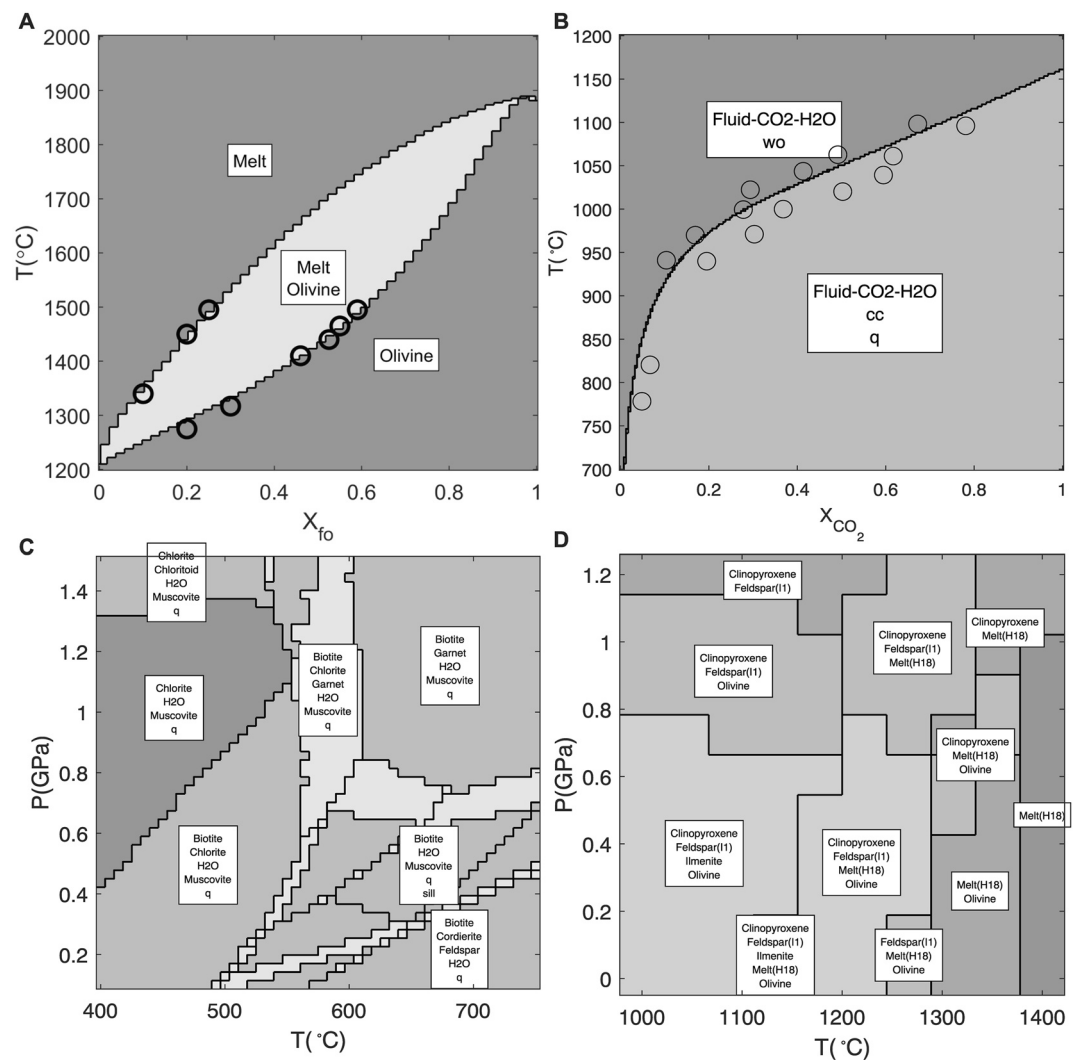 A
2000
1900
1800
1700
1600
1500
1400
1300
1200
T(°C)
Melt
Melt
Olivine
Olivine
0
0.2
0.4
0.6
0.8
1
Xfo
B
1200
1150
1100
1050
1000
950
900
850
800
750
700
T(°C)
Fluid-CO2-H2O
wo
Fluid-CO2-H2O
cc
q
0
0.2
0.4
0.6
0.8
1
XCO2
C
1.4
1.2
1
0.8
0.6
0.4
0.2
P(GPa)
Chlorite
Chloritoid
H2O
Muscovite
q
Chlorite
H2O
Muscovite
q
Biotite
Chlorite
Garnet
H2O
Muscovite
q
Biotite
Garnet
H2O
Muscovite
q
Biotite
Chlorite
H2O
Muscovite
q
Biotite
H2O
Muscovite
q
sill
Biotite
Cordierite
Feldspar
H2O
q
400
500
600
700
T(°C)
D
1.2
1
0.8
0.6
0.4
0.2
0
P(GPa)
Clinopyroxene
Feldspar(I1)
Clinopyroxene
Feldspar(I1)
Olivine
Clinopyroxene
Feldspar(I1)
Melt(H18)
Clinopyroxene
Melt(H18)
Clinopyroxene
Melt(H18)
Olivine
Melt(H18)
Clinopyroxene
Feldspar(I1)
Ilmenite
Olivine
Clinopyroxene
Feldspar(I1)
Melt(H18)
Olivine
Melt(H18)
Olivine
Clinopyroxene
Feldspar(I1)
Ilmenite
Melt(H18)
Olivine
Feldspar(I1)
Melt(H18)
Olivine
1000
1100
1200
1300
1400
T(°C)